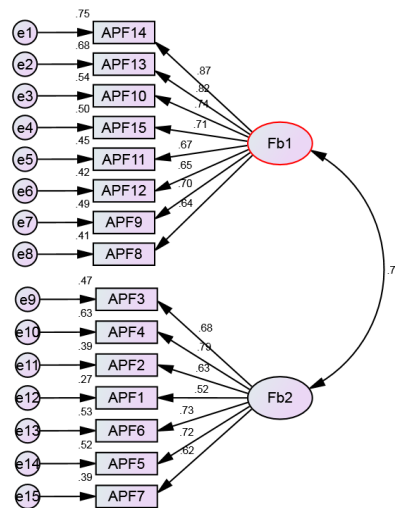 .75
e1 APF14
.68
e2 APF13
.87
.54
.82
e3 APF10
.74
.50
e4 APF15
.71
Fb1
.45
e5 APF11
.67
.42
.65
e6 APF12
.49
.70
e7 APF9
.64
.41
e8 APF8
.7
.47
e9 APF3
.63
.68
e10 APF4
.79
.39
e11 APF2
.63
.27
.52
e12 APF1
Fb2
.53
.73
e13 APF6
.52
.72
e14 APF5
.62
.39
e15 APF7